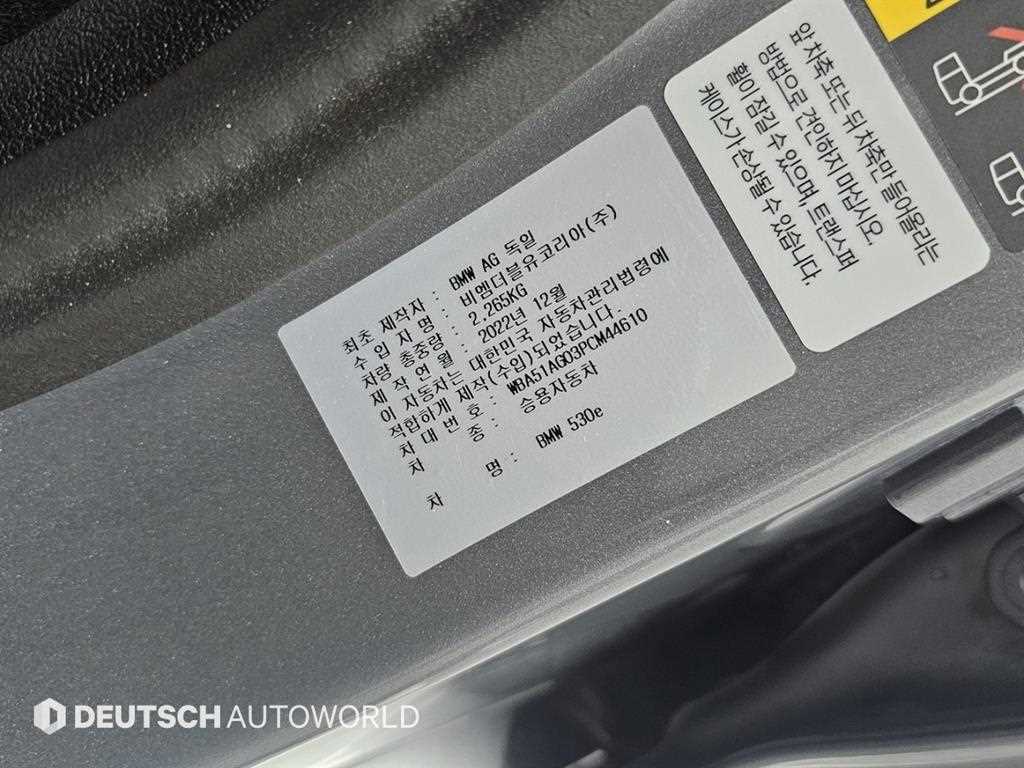 최초 제작자 : BMW AG 독일
수 입 자 명 : 비엠더블유코리아(주)
차량 총중량 : 2,265KG
제 작 연 월 : 2022년 12월
이 자동차는 대한민국 자동차관리법령에
적합하게 제작(수입)되었습니다.
차 대 번 호 : WBA51AG03PCM44610
차 종 : 승용자동차
차 명 : BMW 530e
앞 차축 또는 뒤 차축만 들어올리는
방법으로 견인하지 마십시오.
휠이 잠길 수 있으며, 트랜스퍼
케이스가 손상될 수 있습니다.
DEUTSCH AUTOWORLD